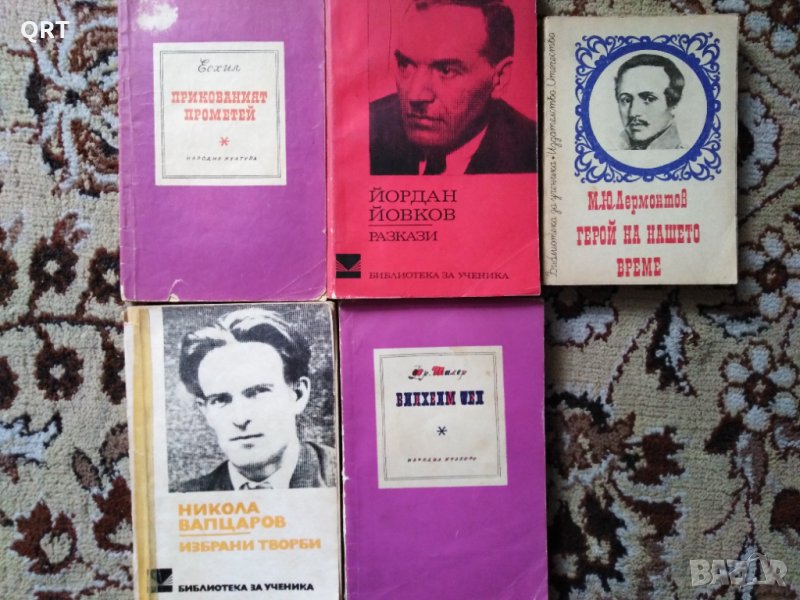 QRT
Есхил
ПРИКОВАНИЯТ
ПРОМЕТЕЙ
НАРОДНА КУЛТУРА
ЙОРДАН
ЙОВКОВ
РАЗКАЗИ
БИБЛИОТЕКА ЗА УЧЕНИКА
Библиотека за ученика • Издателство Отечество
М.Ю.Лермонтов
ГЕРОЙ НА НАШЕТО
ВРЕМЕ
НИКОЛА
ВАПЦАРОВ
ИЗБРАНИ ТВОРБИ
БИБЛИОТЕКА ЗА УЧЕНИКА
Фр. Шилер
ВИЛХЕЛМ ТЕЛ
НАРОДНА КУЛТУРА
BAZAR